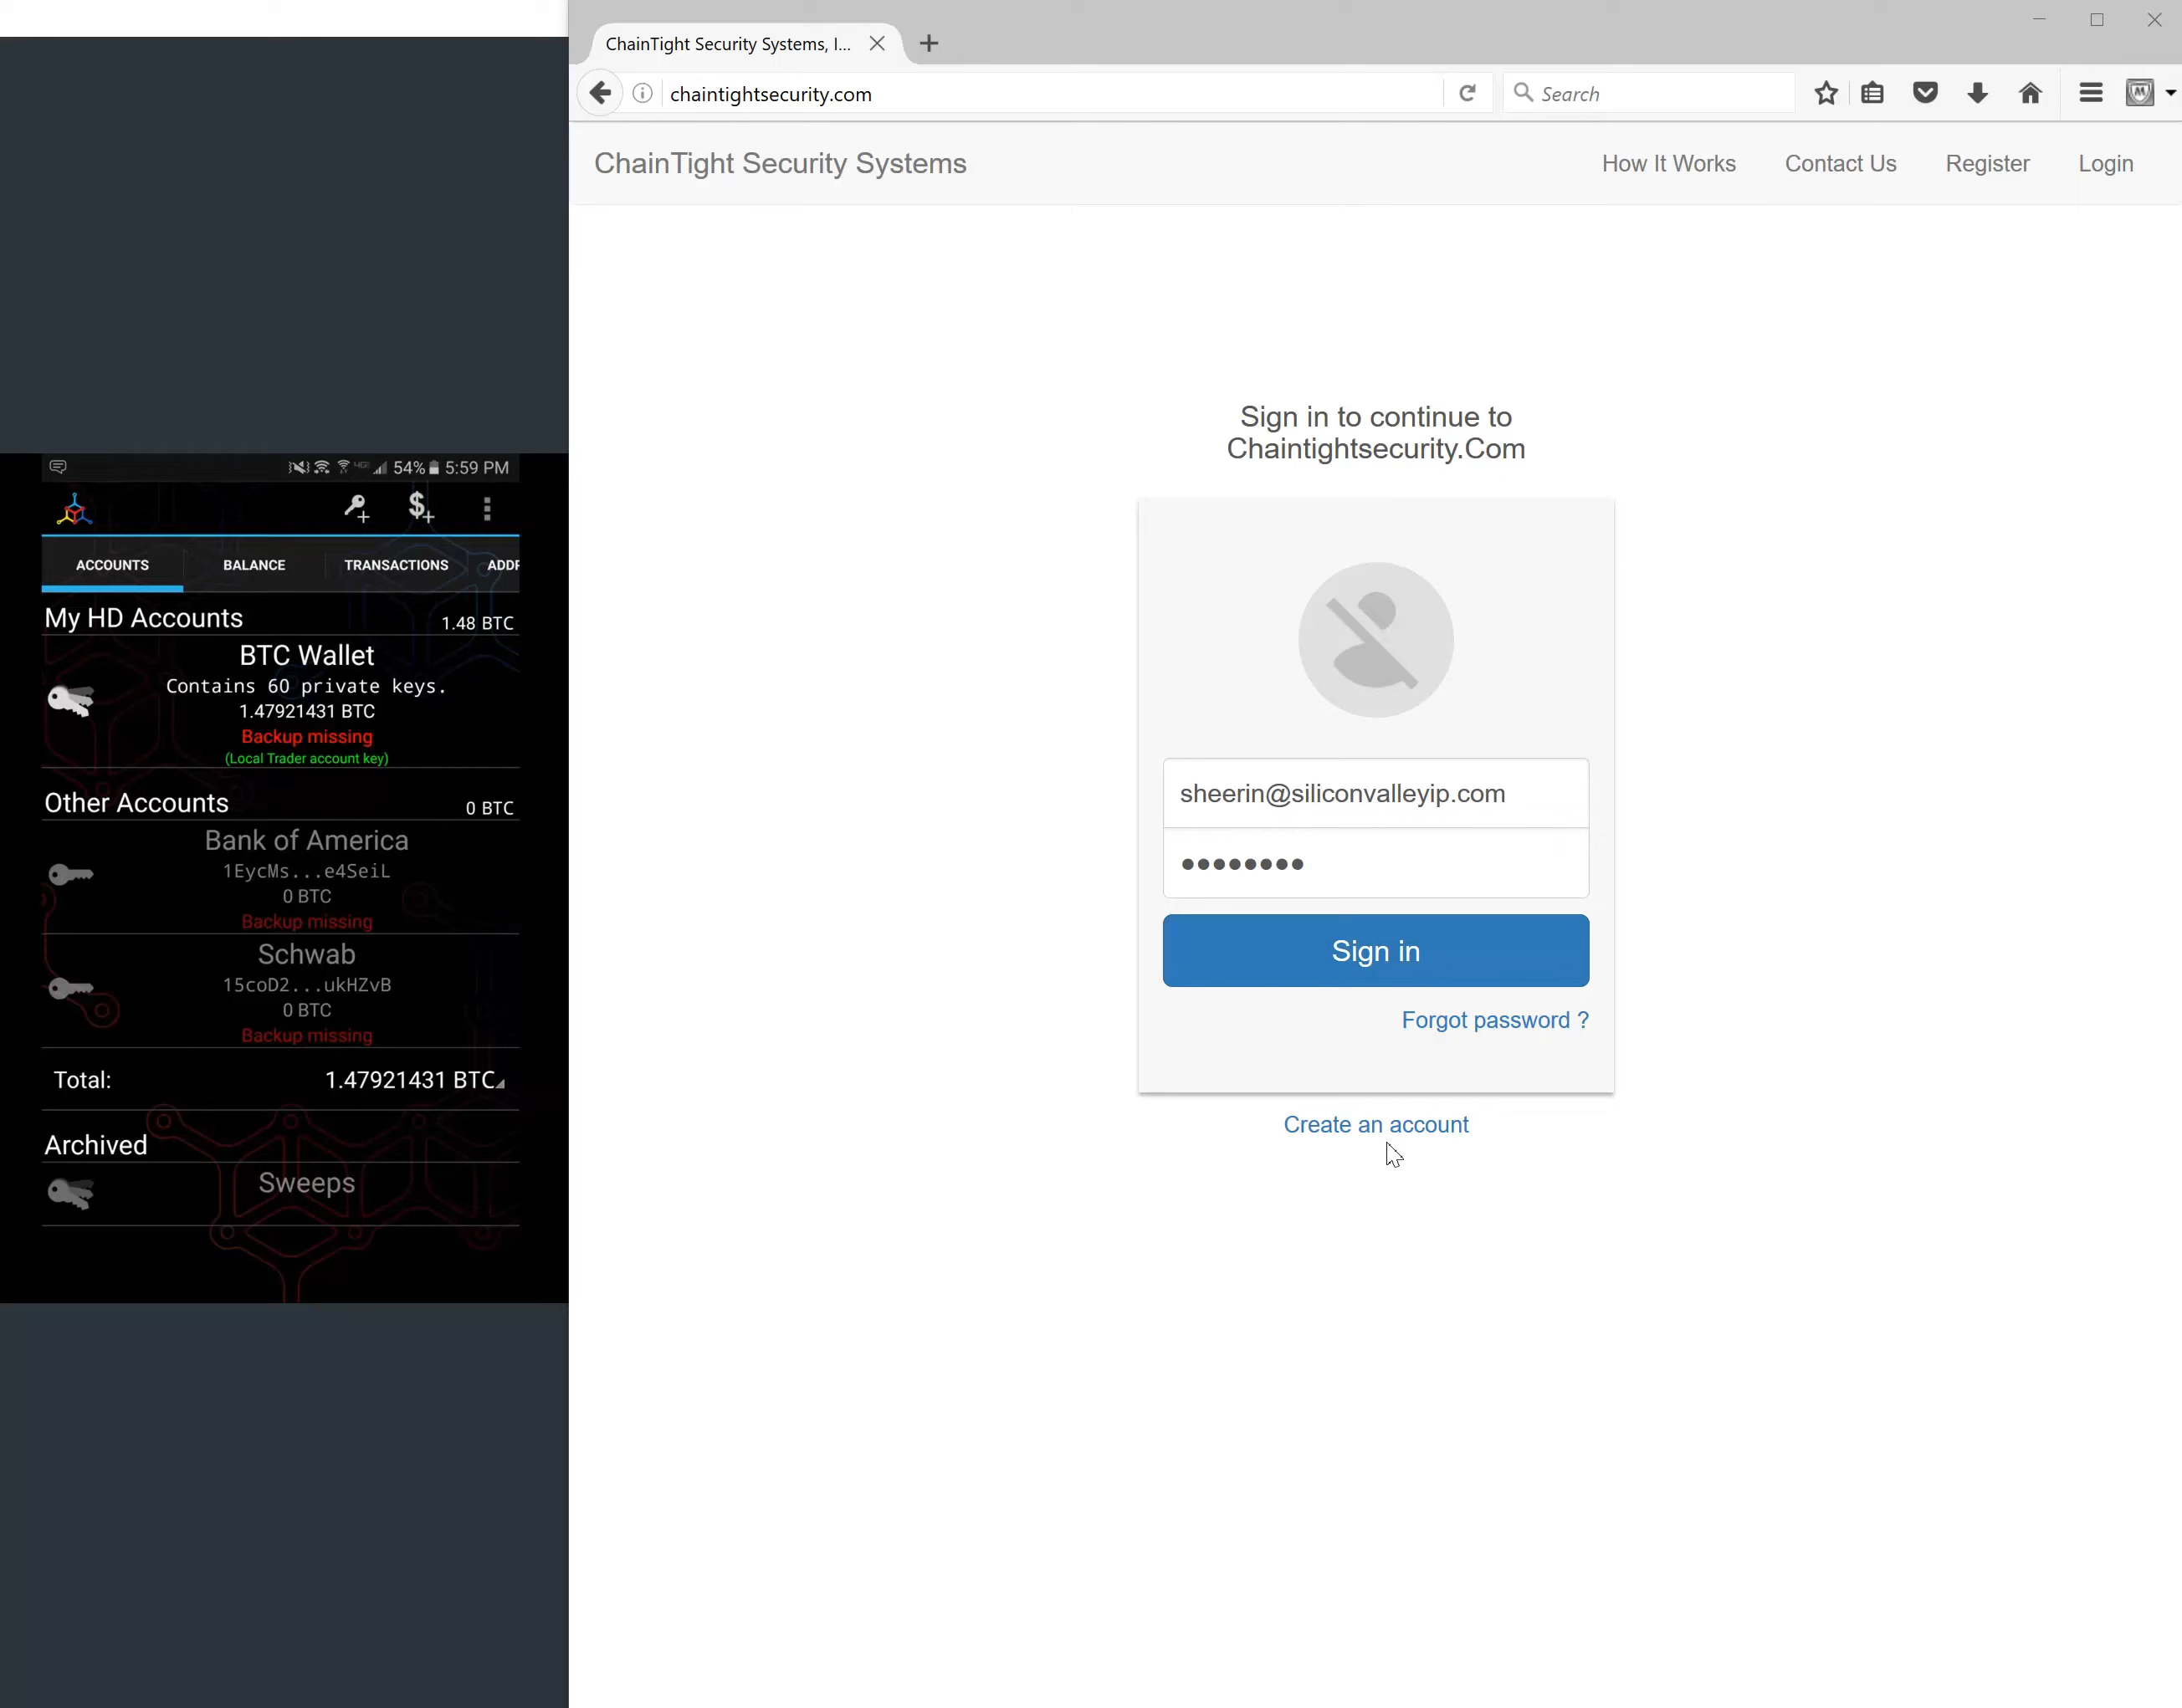 54% 5:59 PM
ACCOUNTS BALANCE TRANSACTIONS ADDR
My HD Accounts 1.48 BTC
BTC Wallet
Contains 60 private keys.
1.47921431 BTC
Backup missing
(Local Trader account key)
Other Accounts 0 BTC
Bank of America
1EycMs...e4SeiL
0 BTC
Backup missing
Schwab
15coD2...ukHZvB
0 BTC
Backup missing
Total: 1.47921431 BTC
Archived
Sweeps
ChainTight Security Systems, I...
chaintightsecurity.com
Search
ChainTight Security Systems How It Works Contact Us Register Login
Sign in to continue to
Chaintightsecurity.Com
sheerin@siliconvalleyip.com
Sign in
Forgot password ?
Create an account